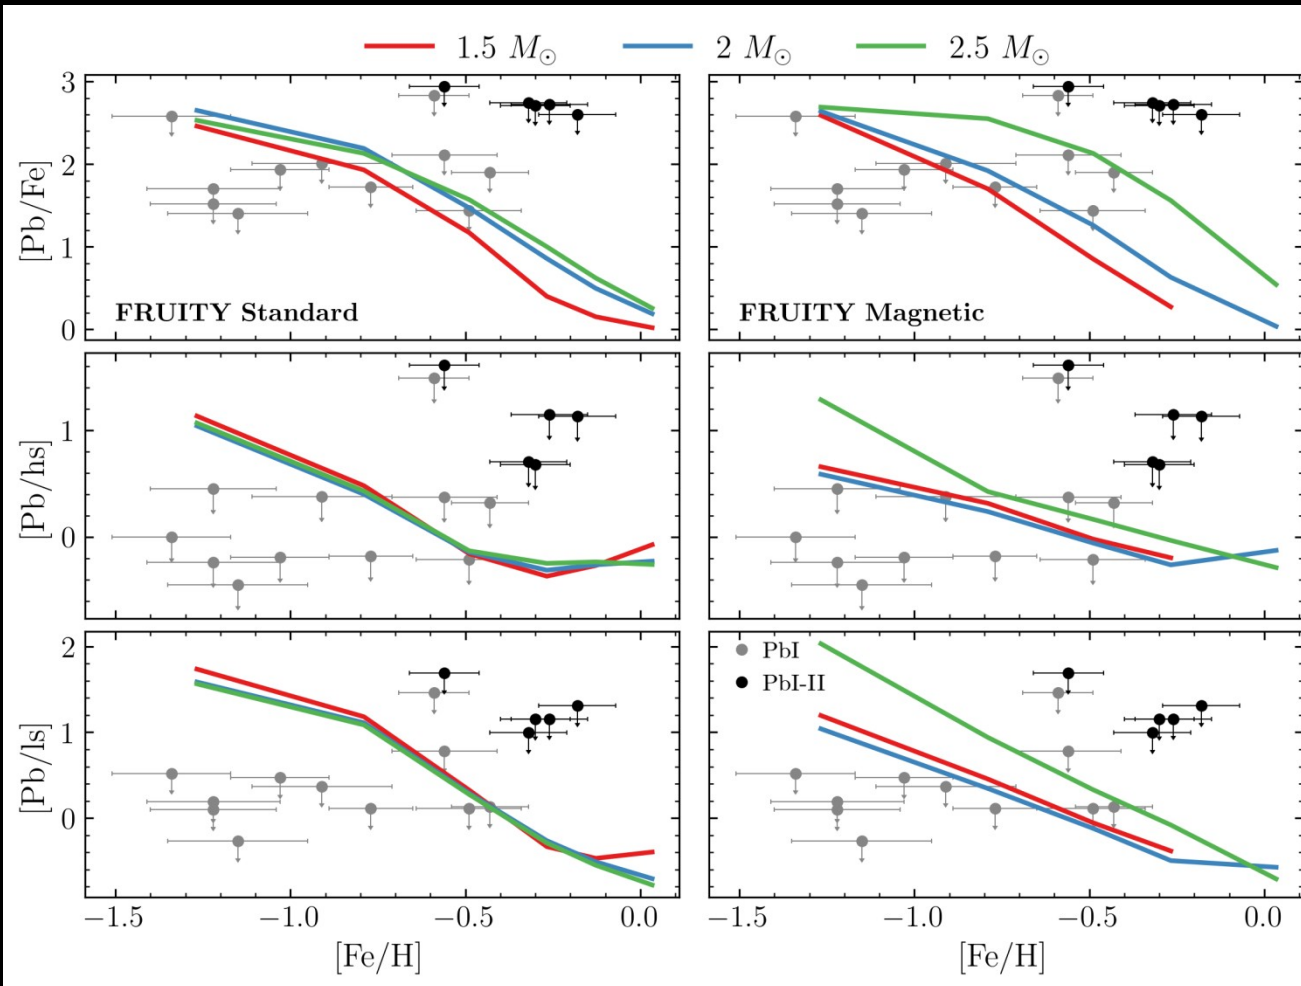 1.5 M⊙ 2 M⊙ 2.5 M⊙
3
2
1
0
[Pb/Fe]
FRUITY Standard
FRUITY Magnetic
1
0
[Pb/hs]
2
1
0
[Pb/ls]
PbI
PbI-II
−1.5 −1.0 −0.5 0.0
−1.5 −1.0 −0.5 0.0
[Fe/H]
[Fe/H]